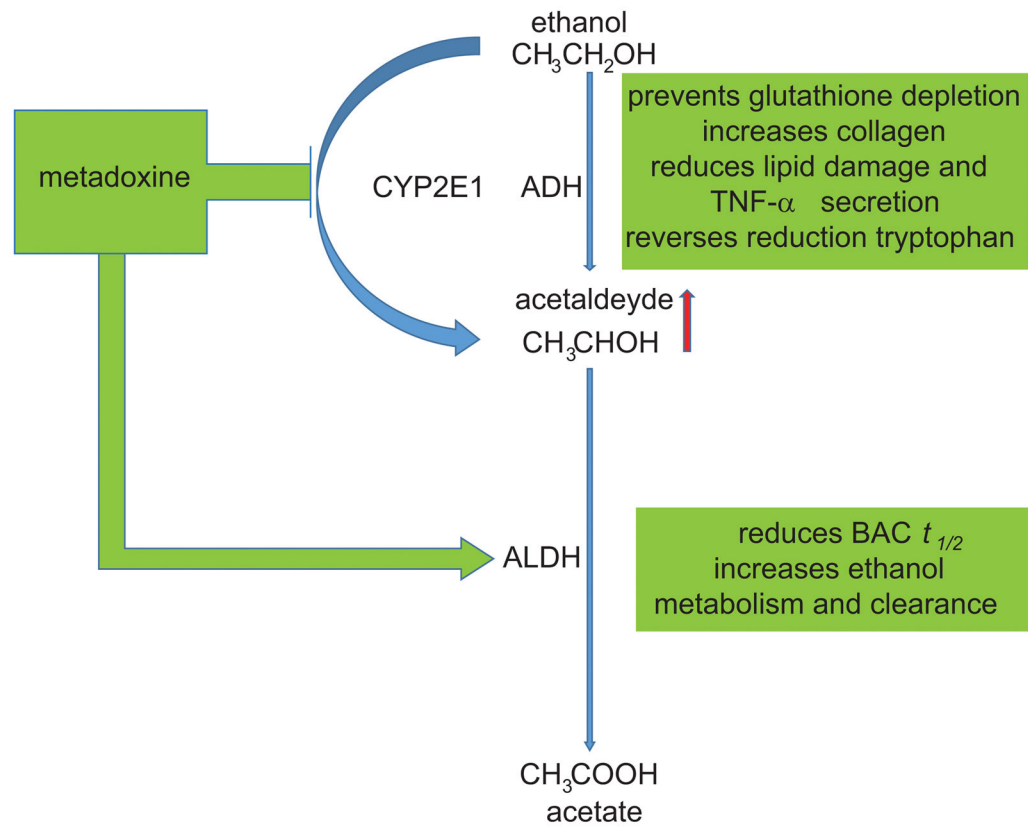 ethanol
CH₃CH₂OH
prevents glutathione depletion
increases collagen
reduces lipid damage and
TNF-α secretion
reverses reduction tryptophan
metadoxine
CYP2E1
ADH
acetaldeyde
CH₃CHOH
ALDH
reduces BAC t 1/2
increases ethanol
metabolism and clearance
CH₃COOH
acetate